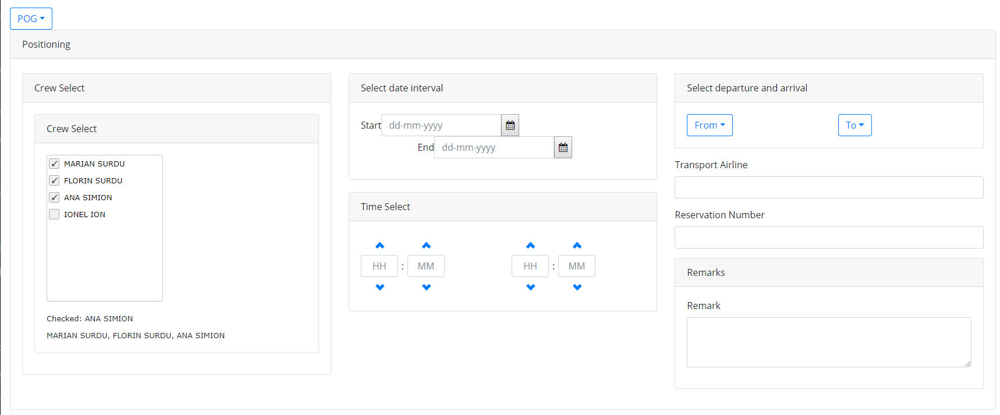 POG
Positioning
Crew Select
Crew Select
MARIAN SURDU
FLORIN SURDU
ANA SIMION
IONEL ION
Checked: ANA SIMION
MARIAN SURDU, FLORIN SURDU, ANA SIMION
Select date interval
Start dd-mm-yyyy
End dd-mm-yyyy
Time Select
HH : MM HH : MM
Select departure and arrival
From To
Transport Airline
Reservation Number
Remarks
Remark